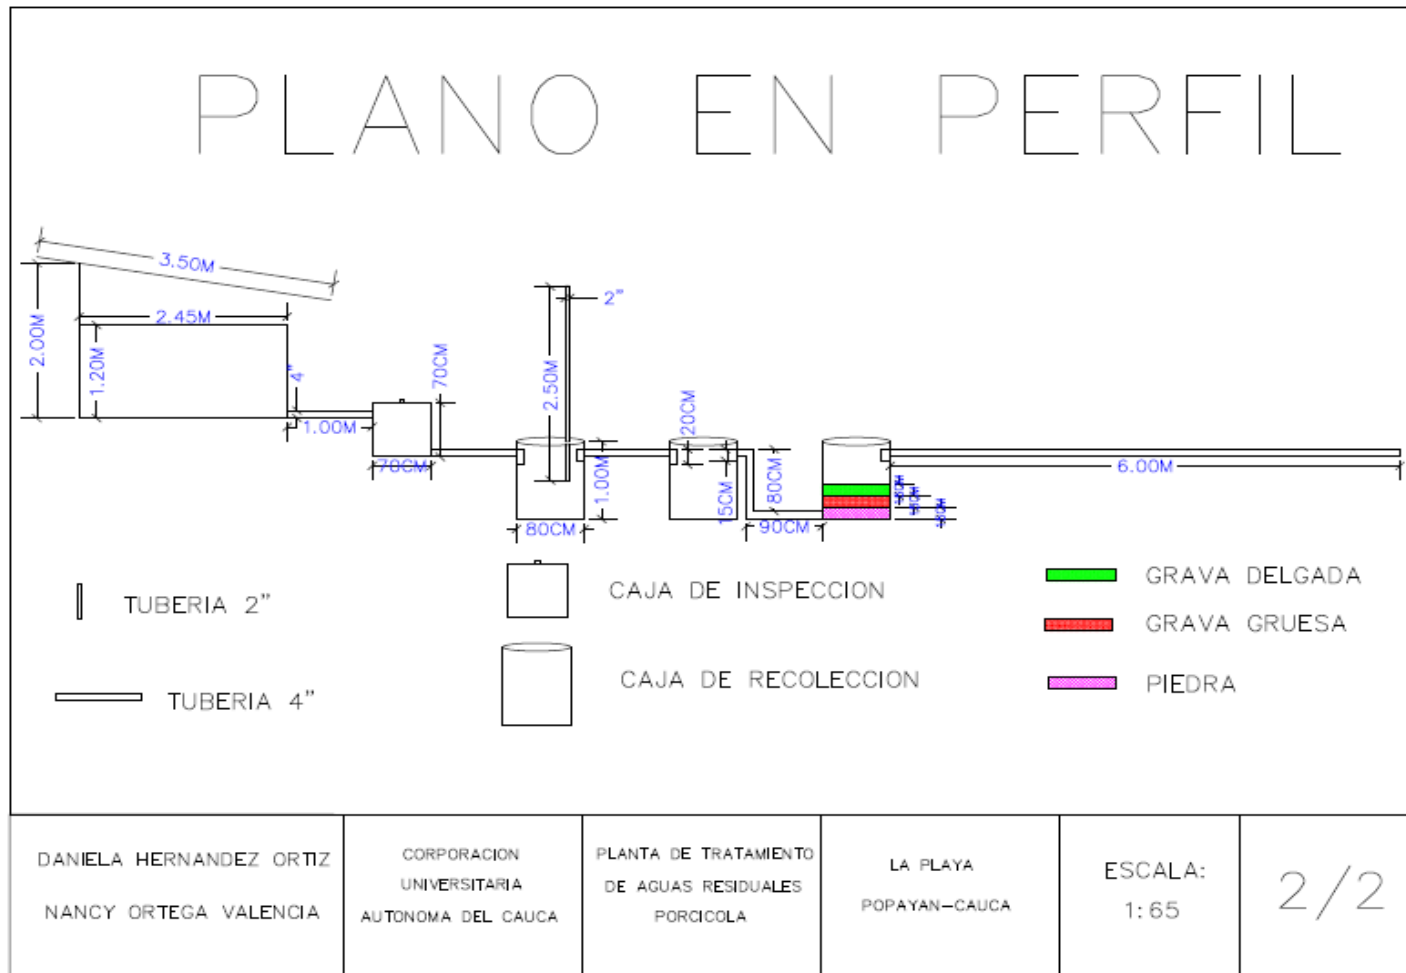 PLANO EN PERFIL
3.50M
2.45M
2.00M
1.20M
4"
1.00M
70CM
70CM
2"
2.50M
80CM
1.00M
20CM
15CM
80CM
90CM
6.00M
TUBERIA 2"
TUBERIA 4"
CAJA DE INSPECCION
CAJA DE RECOLECCION
GRAVA DELGADA
GRAVA GRUESA
PIEDRA
DANIELA HERNANDEZ ORTIZ
NANCY ORTEGA VALENCIA
CORPORACION
UNIVERSITARIA
AUTONOMA DEL CAUCA
PLANTA DE TRATAMIENTO
DE AGUAS RESIDUALES
PORCICOLA
LA PLAYA
POPAYAN-CAUCA
ESCALA:
1:65
2/2